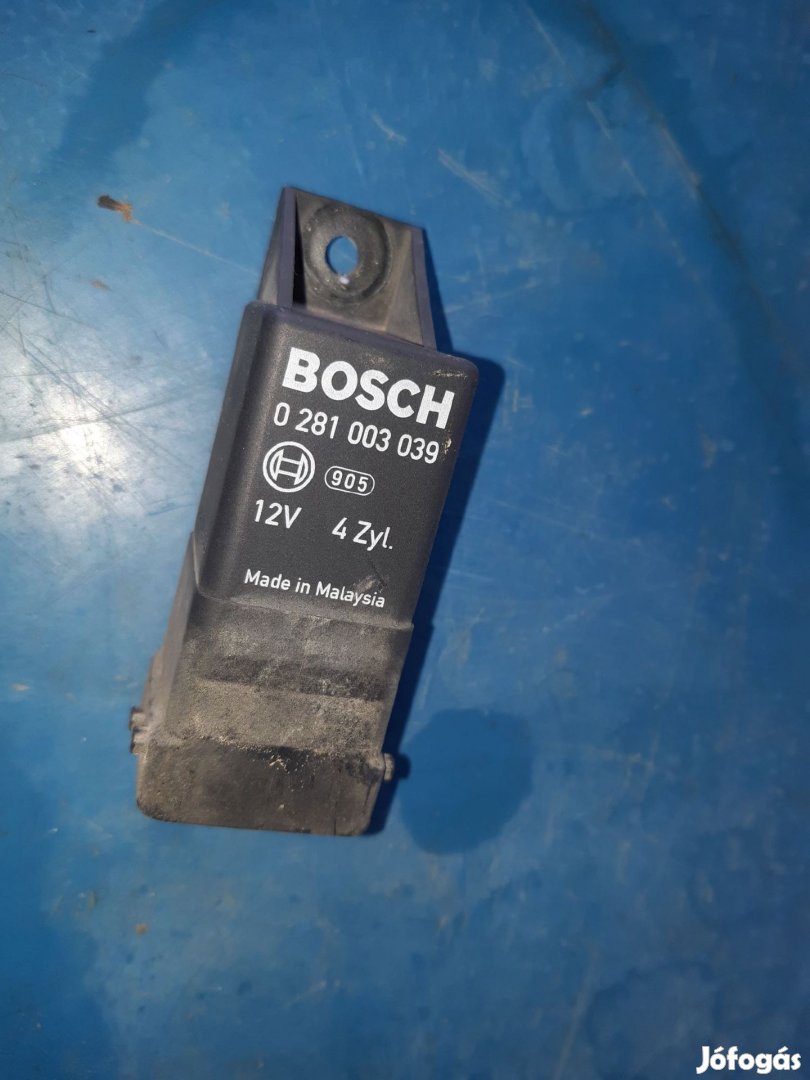 BOSCH
0 281 003 039
905
12V 4 Zyl.
Made in Malaysia
Jófogás